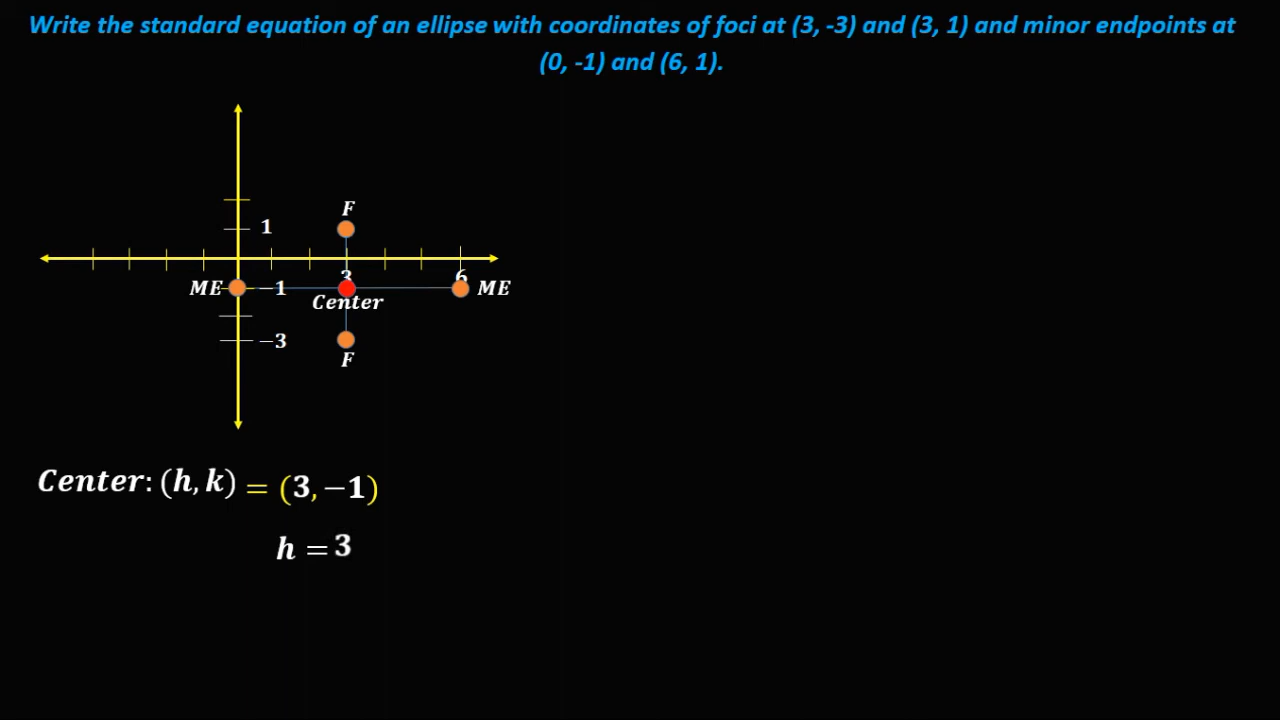 Write the standard equation of an ellipse with coordinates of foci at (3, -3) and (3, 1) and minor endpoints at
(0, -1) and (6, 1).
F
1
3
6
ME
−1
ME
Center
−3
F
Center: (h, k) = (3, −1)
h = 3